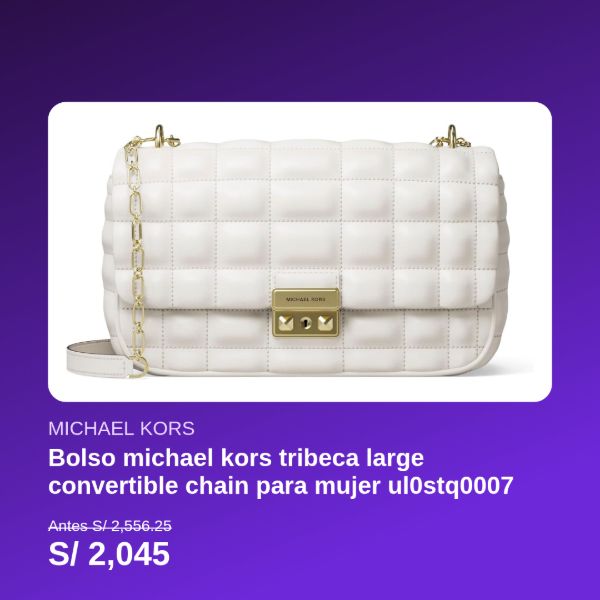 MICHAEL KORS
MICHAEL KORS
Bolso michael kors tribeca large
convertible chain para mujer ul0stq0007
Antes S/ 2,556.25
S/ 2,045